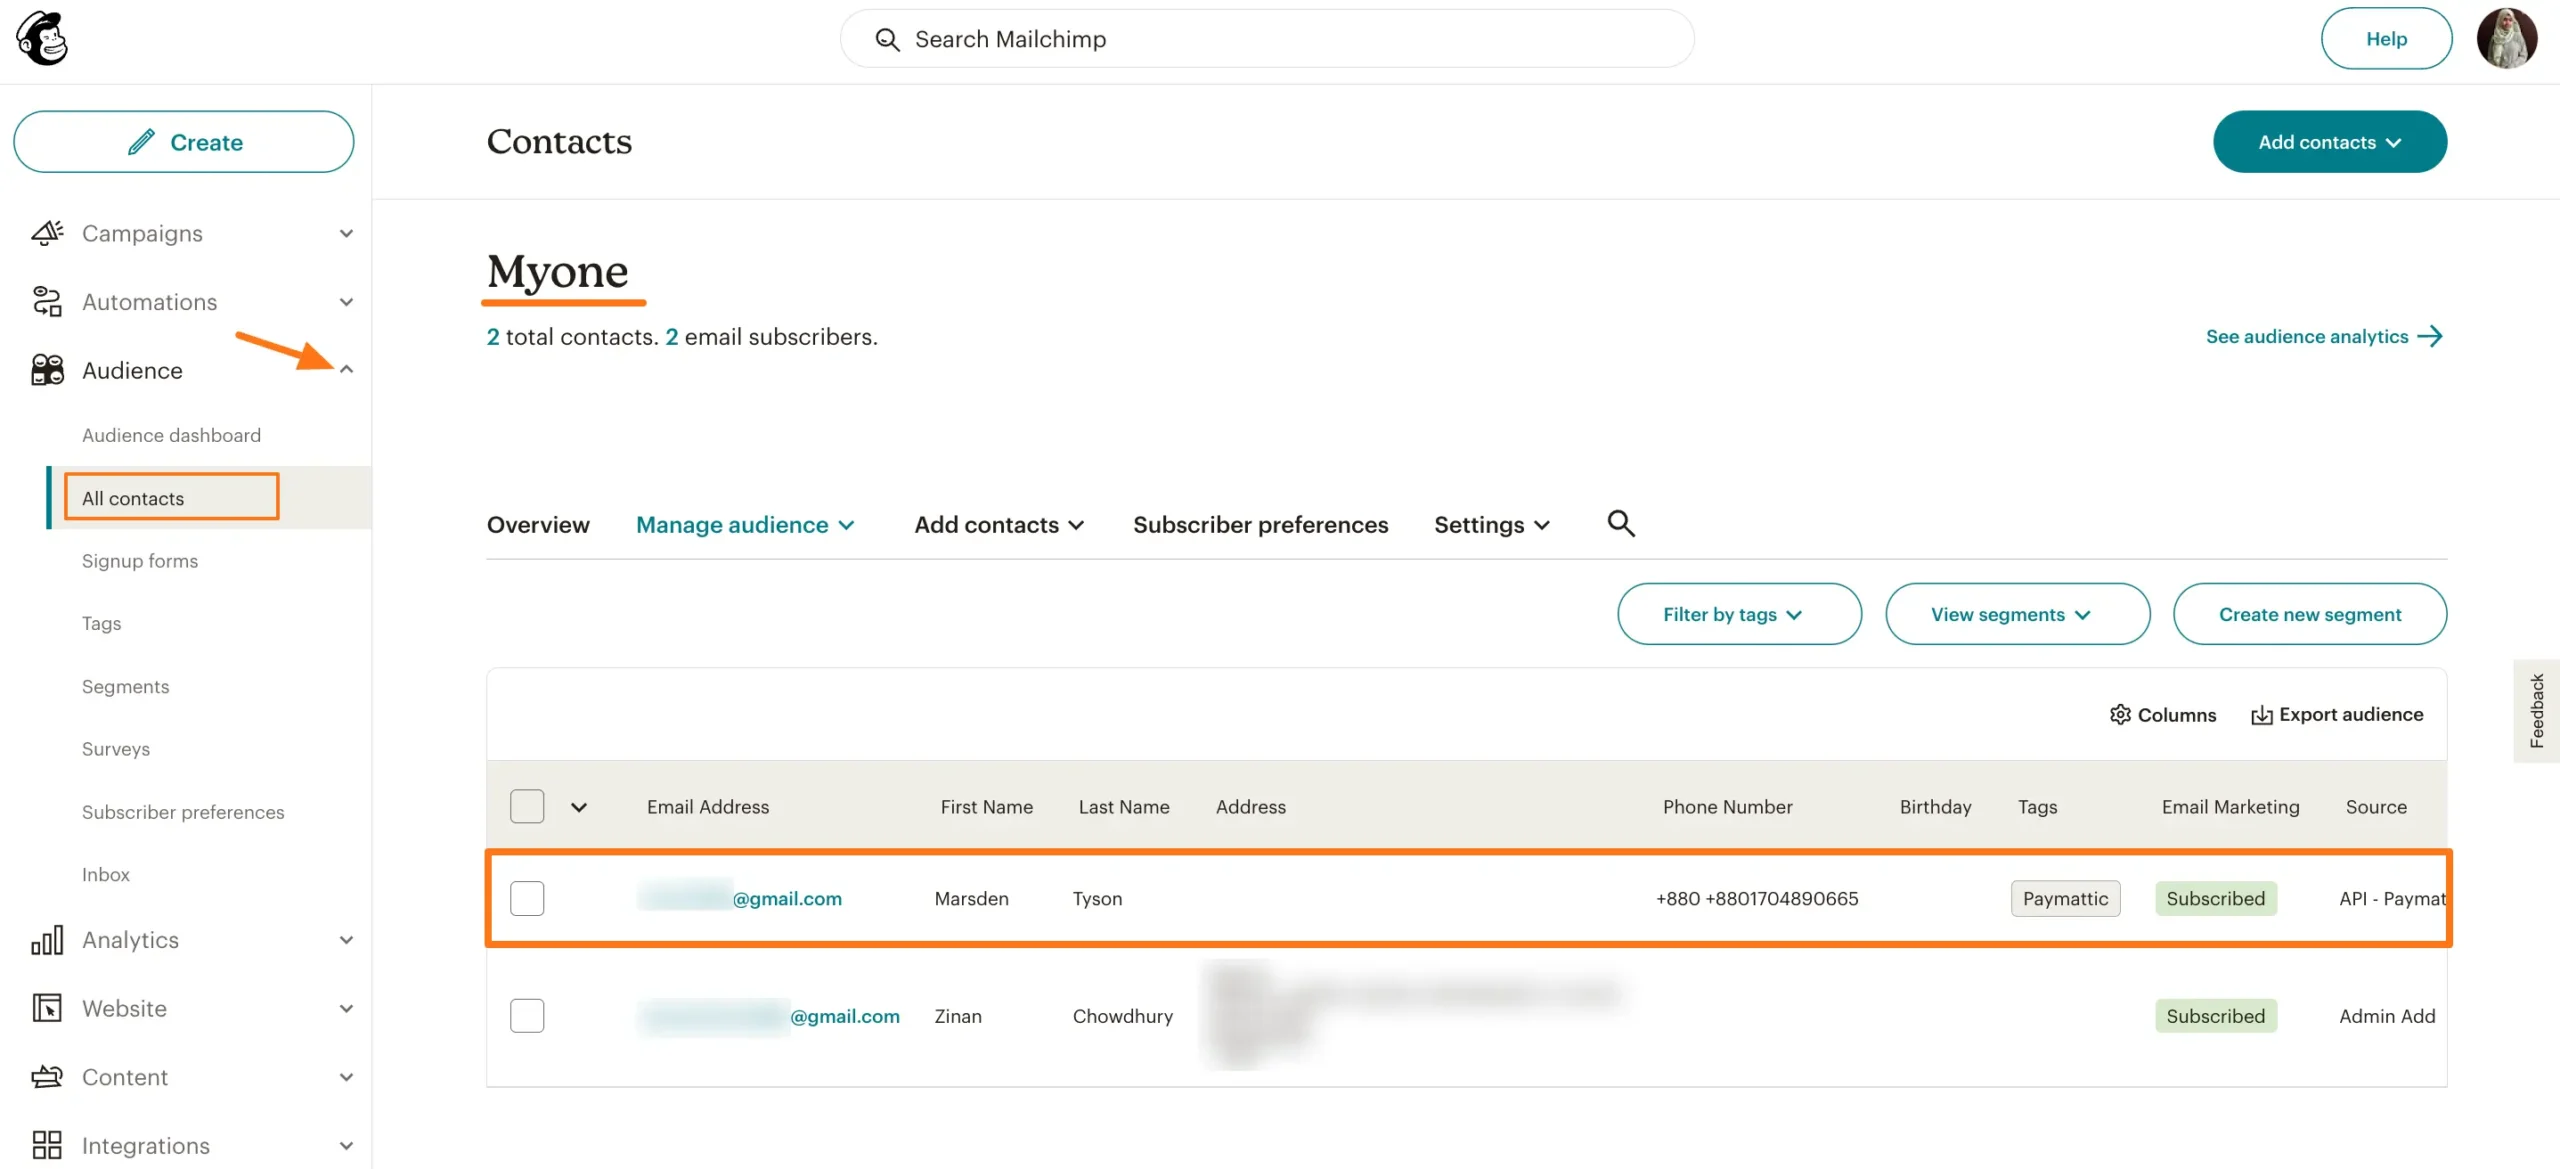 Search Mailchimp
Help
Create
Campaigns
Automations
Audience
Audience dashboard
All contacts
Signup forms
Tags
Segments
Surveys
Subscriber preferences
Inbox
Analytics
Website
Content
Integrations
Contacts
Add contacts
Myone
2 total contacts. 2 email subscribers.
See audience analytics
Overview Manage audience Add contacts Subscriber preferences Settings
Filter by tags View segments Create new segment
Columns Export audience
Email Address First Name Last Name Address Phone Number Birthday Tags Email Marketing Source
@gmail.com Marsden Tyson +880 +8801704890665 Paymattic Subscribed API - Paymat
@gmail.com Zinan Chowdhury Subscribed Admin Add
Feedback